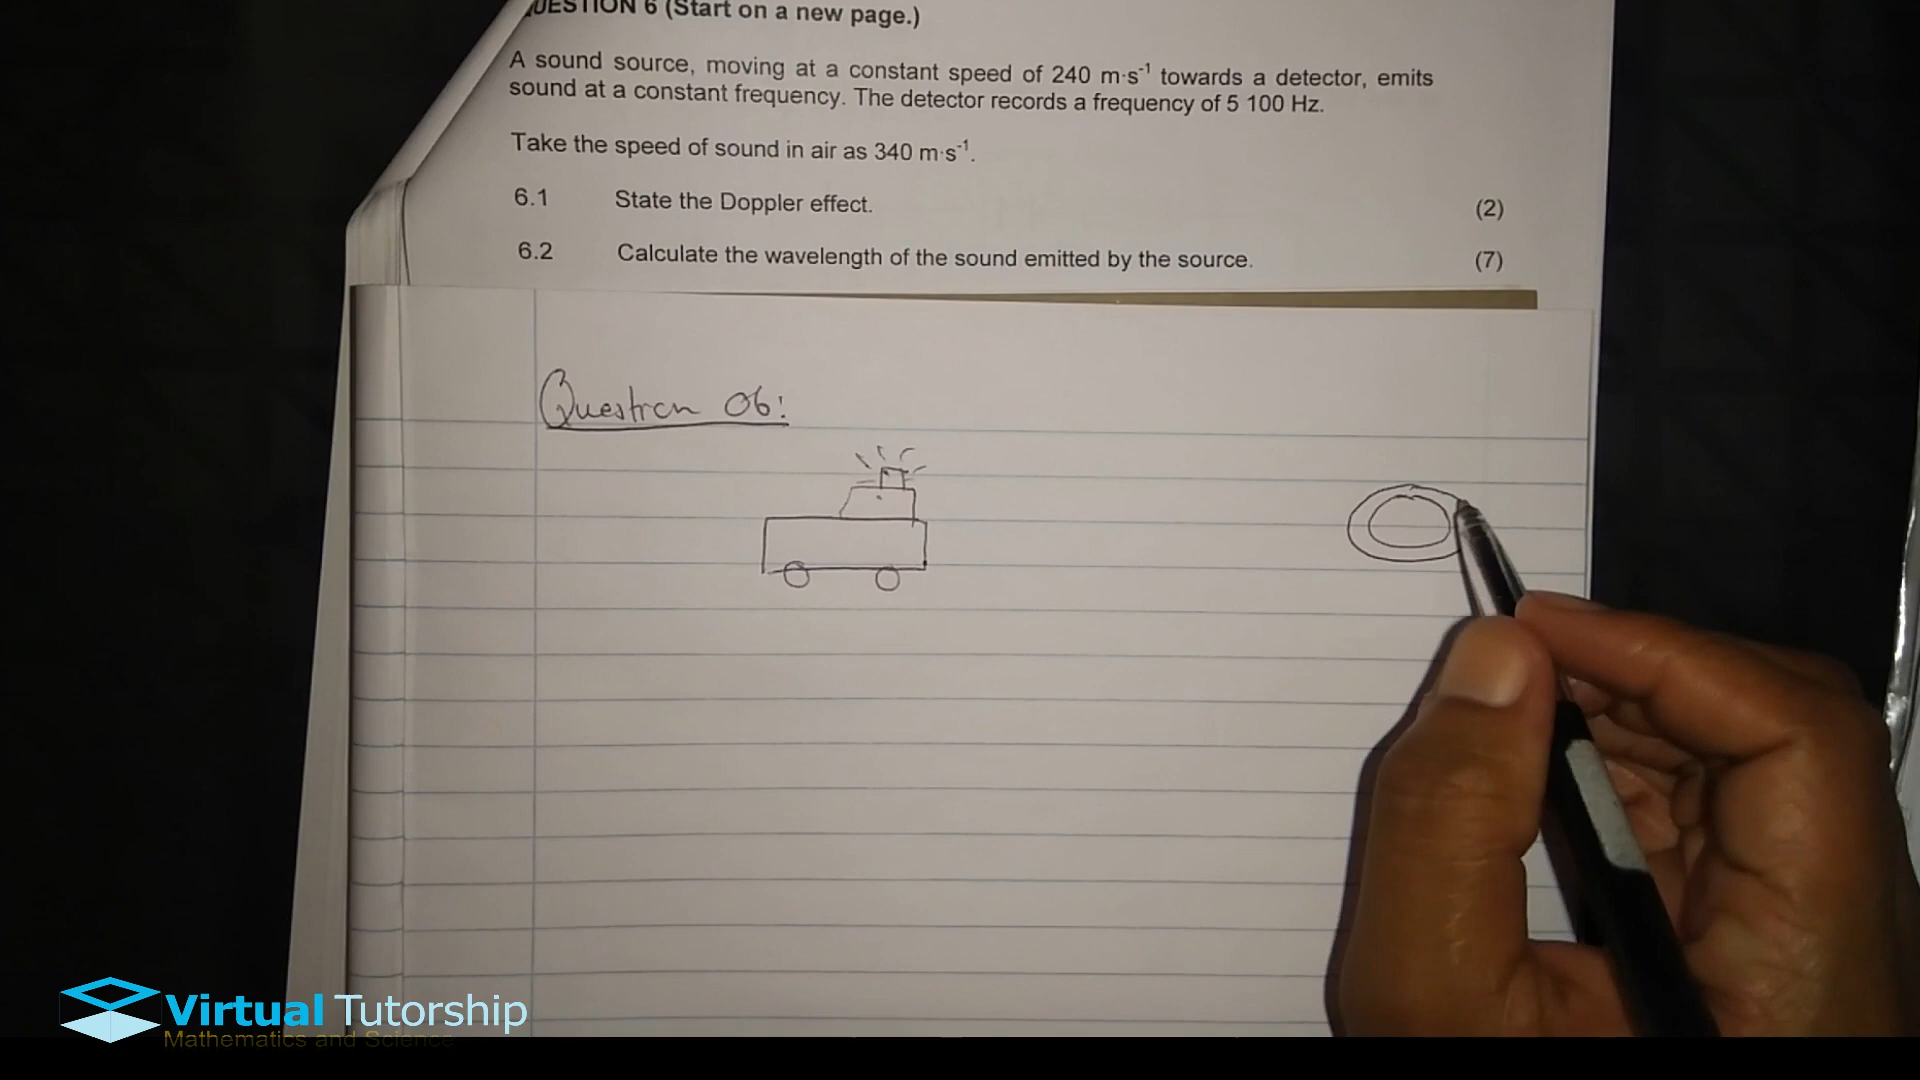 QUESTION 6 (Start on a new page.)
A sound source, moving at a constant speed of 240 m·s⁻¹ towards a detector, emits
sound at a constant frequency. The detector records a frequency of 5 100 Hz.
Take the speed of sound in air as 340 m·s⁻¹.
6.1 State the Doppler effect. (2)
6.2 Calculate the wavelength of the sound emitted by the source. (7)
Question 06:
Virtual Tutorship
Mathematics and Science